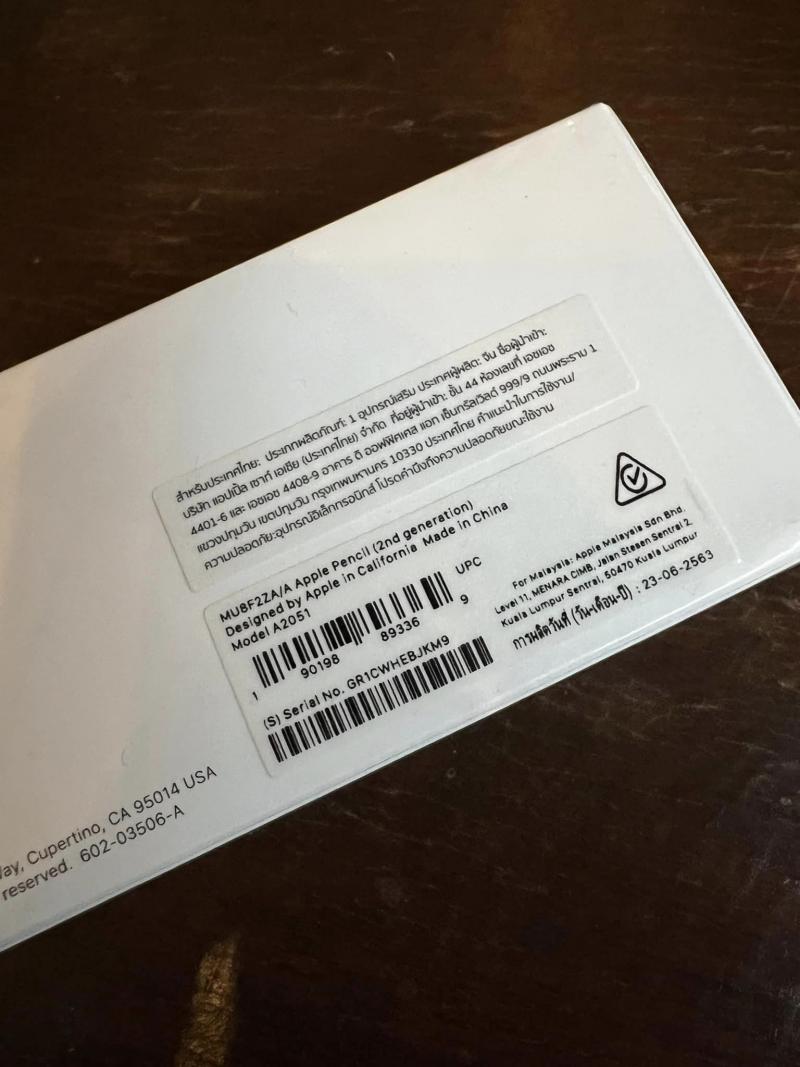 สำหรับประเทศไทย: ประเภทผลิตภัณฑ์: 1 อุปกรณ์เสริม ประเทศผู้ผลิต: จีน ชื่อผู้นำเข้า:
บริษัท แอปเปิ้ล เซาท์ เอเชีย (ประเทศไทย) จำกัด ที่อยู่ผู้นำเข้า: ชั้น 44 ห้องเลขที่ เอชเอช
4401-6 และ เอชเอช 4408-9 อาคาร ดิ ออฟฟิศเศส แอท เซ็นทรัลเวิลด์ 999/9 ถนนพระราม 1
แขวงปทุมวัน เขตปทุมวัน กรุงเทพมหานคร 10330 ประเทศไทย คำแนะนำในการใช้งาน/
ความปลอดภัย:อุปกรณ์อิเล็กทรอนิกส์ โปรดคำนึงถึงความปลอดภัยขณะใช้งาน
MU8F2ZA/A Apple Pencil (2nd generation)
Designed by Apple in California Made in China
Model A2051
UPC
1 90198 89336 9
(S) Serial No. GR1CWHEBJKM9
For Malaysia: Apple Malaysia Sdn Bhd.
Level 11, MENARA CIMB, Jalan Stesen Sentral 2,
Kuala Lumpur Sentral, 50470 Kuala Lumpur
การผลิตวันที่ (วัน-เดือน-ปี) : 23-06-2563
Way, Cupertino, CA 95014 USA
reserved. 602-03506-A